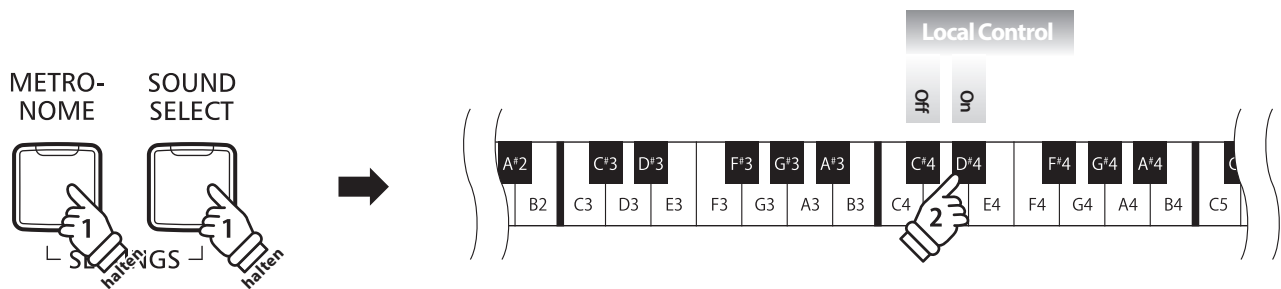 Local Control
Off On
METRO-
NOME
SOUND
SELECT
1 1
halten halten
A#2 C#3 D#3 F#3 G#3 A#3 C#4 D#4 F#4 G#4 A#4
B2 C3 D3 E3 F3 G3 A3 B3 C4 E4 F4 G4 A4 B4 C5
2